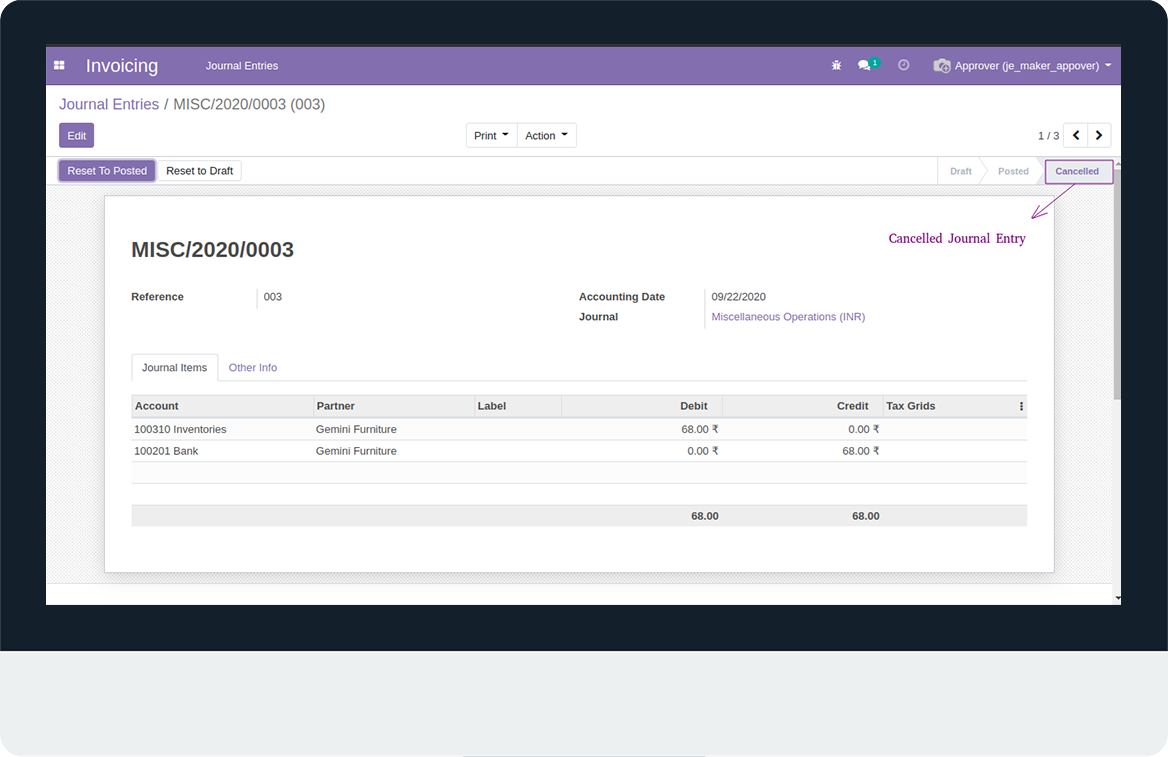 Invoicing Journal Entries 1 Approver (je_maker_appover)
Journal Entries / MISC/2020/0003 (003)
Edit Print Action 1 / 3
Reset To Posted Reset to Draft Draft Posted Cancelled
Cancelled Journal Entry
MISC/2020/0003
Reference 003 Accounting Date 09/22/2020
Journal Miscellaneous Operations (INR)
Journal Items Other Info
Account Partner Label Debit Credit Tax Grids
100310 Inventories Gemini Furniture 68.00 ₹ 0.00 ₹
100201 Bank Gemini Furniture 0.00 ₹ 68.00 ₹
68.00 68.00